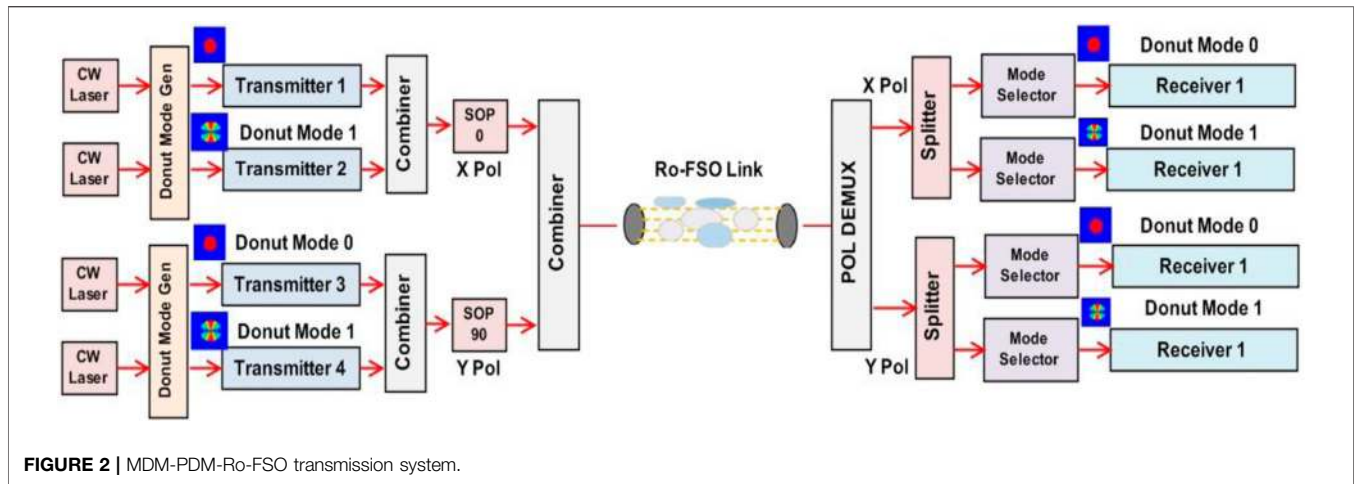 CW
Laser
Donut Mode Gen
Transmitter 1
Donut Mode 1
CW
Laser
Transmitter 2
Combiner
SOP
0
X Pol
CW
Laser
Donut Mode Gen
Donut Mode 0
Transmitter 3
Donut Mode 1
CW
Laser
Transmitter 4
Combiner
SOP
90
Y Pol
Combiner
Ro-FSO Link
POL DEMUX
X Pol
Splitter
Mode
Selector
Donut Mode 0
Receiver 1
Mode
Selector
Donut Mode 1
Receiver 1
Y Pol
Splitter
Mode
Selector
Donut Mode 0
Receiver 1
Mode
Selector
Donut Mode 1
Receiver 1
FIGURE 2 | MDM-PDM-Ro-FSO transmission system.